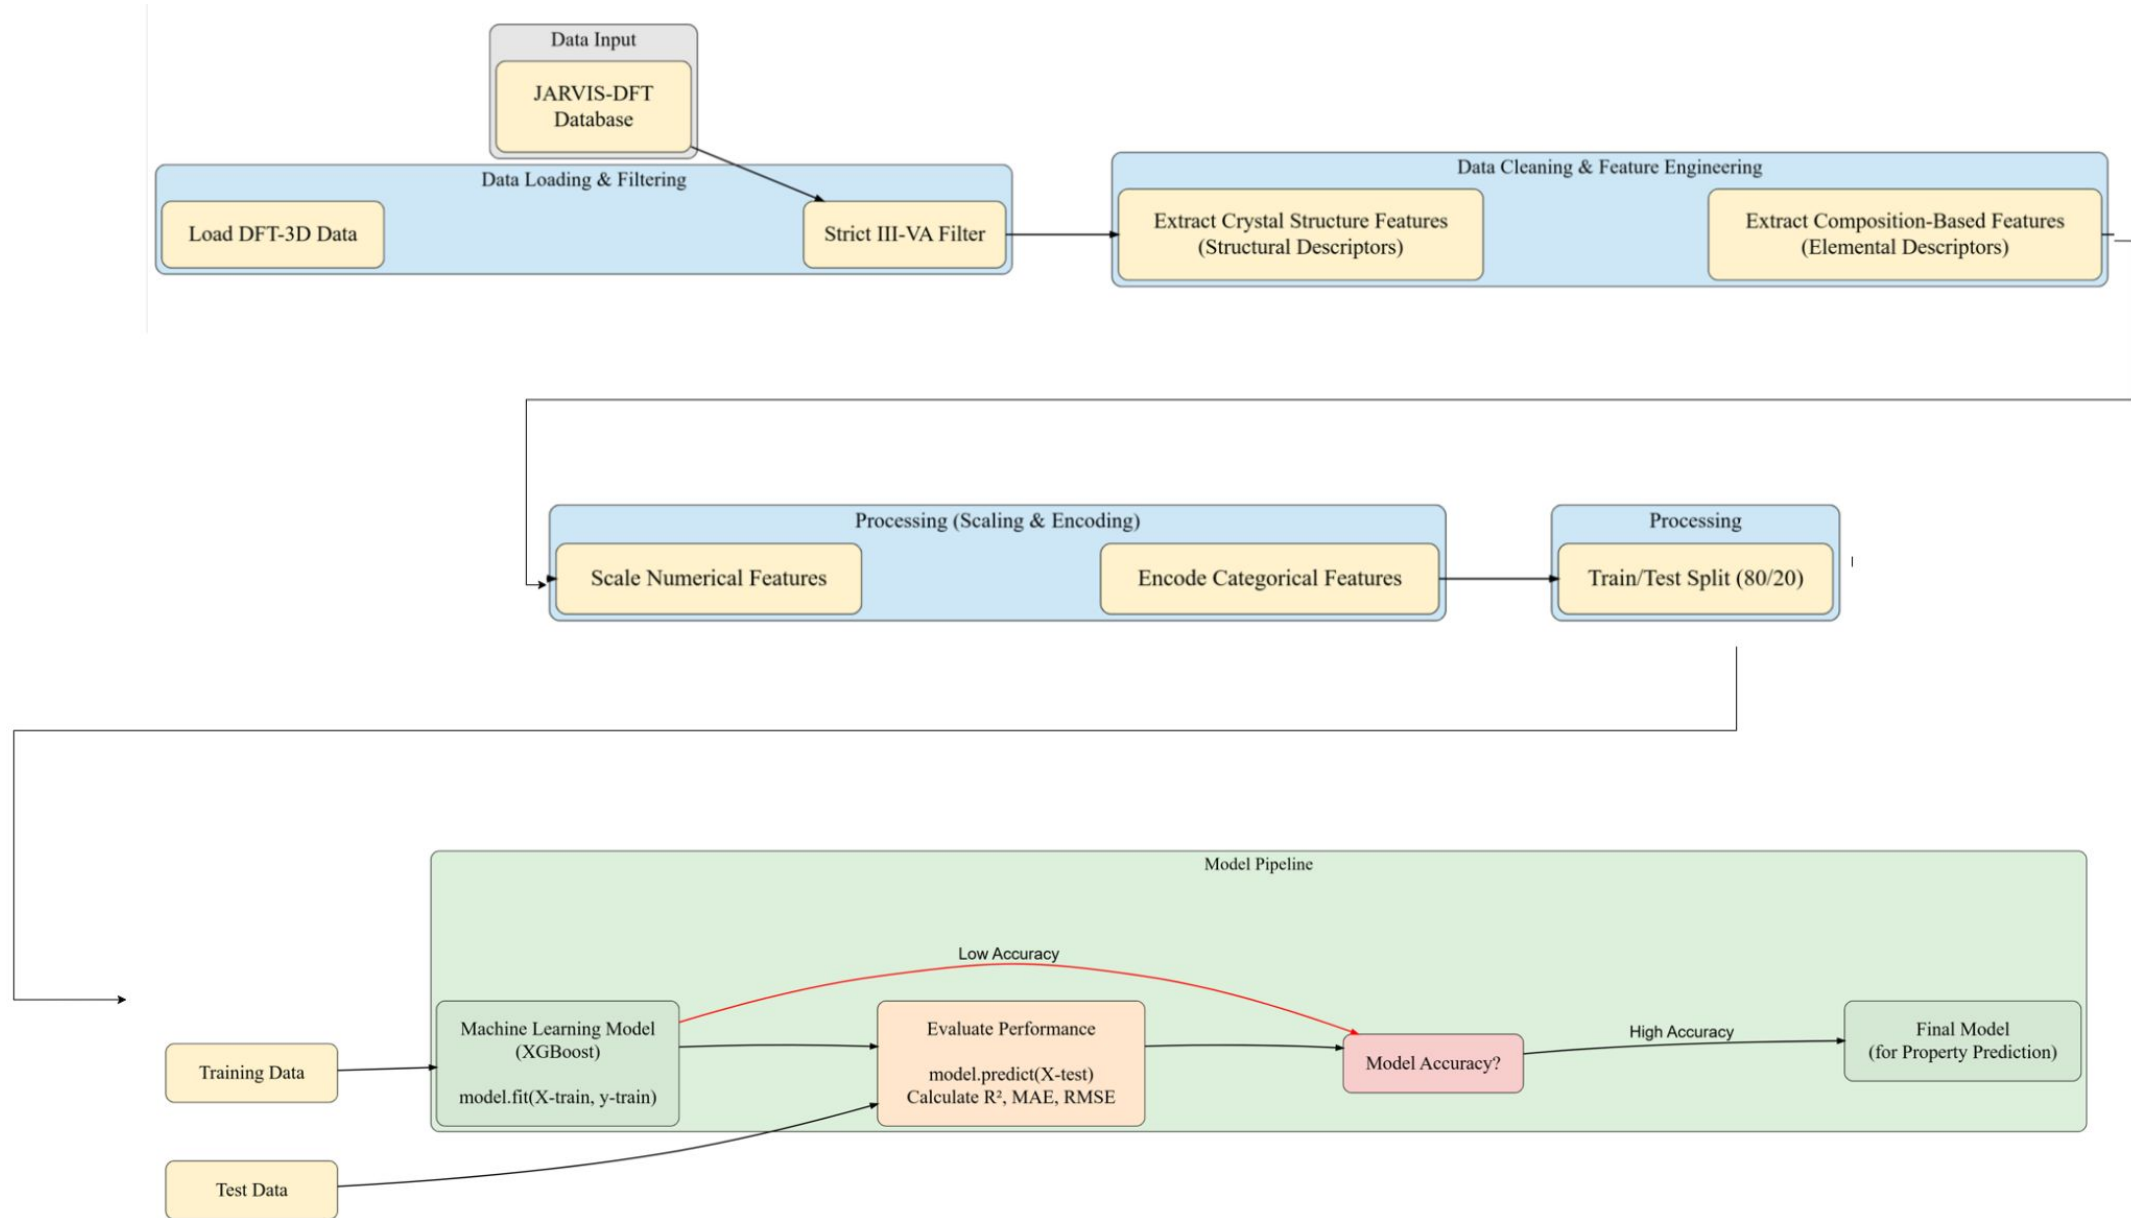 Data Input
JARVIS-DFT
Database
Data Loading & Filtering
Load DFT-3D Data
Strict III-VA Filter
Data Cleaning & Feature Engineering
Extract Crystal Structure Features
(Structural Descriptors)
Extract Composition-Based Features
(Elemental Descriptors)
Processing (Scaling & Encoding)
Scale Numerical Features
Encode Categorical Features
Processing
Train/Test Split (80/20)
Model Pipeline
Low Accuracy
Training Data
Machine Learning Model
(XGBoost)
model.fit(X-train, y-train)
Evaluate Performance
model.predict(X-test)
Calculate R², MAE, RMSE
Model Accuracy?
High Accuracy
Final Model
(for Property Prediction)
Test Data